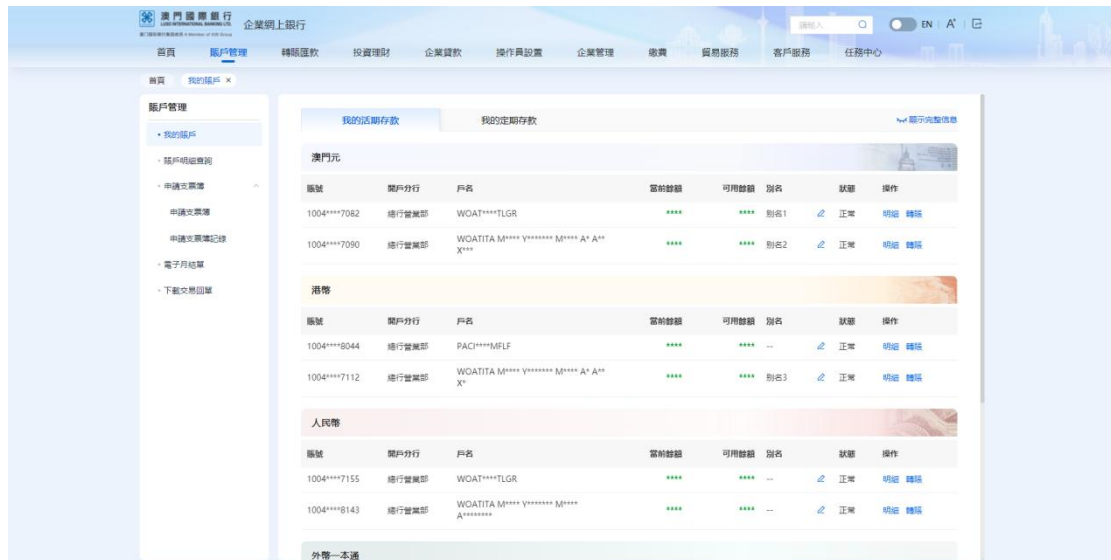 澳門國際銀行
LUSO INTERNATIONAL BANKING LTD.
企業網上銀行
請輸入
EN
A⁺
首頁 賬戶管理 轉賬匯款 投資理財 企業貸款 操作員設置 企業管理 繳費 貿易服務 客戶服務 任務中心
首頁 我的賬戶 ×
賬戶管理
• 我的賬戶
· 賬戶明細查詢
· 申請支票簿
申請支票簿
申請支票簿記錄
· 電子月結單
· 下載交易回單
我的活期存款 我的定期存款 顯示完整信息
澳門元
賬號 開戶分行 戶名 當前餘額 可用餘額 別名 狀態 操作
1004****7082 總行營業部 WOAT****TLGR **** **** 別名1 正常 明細 轉賬
1004****7090 總行營業部 WOATITA M**** Y******* M**** A* A** **** **** 別名2 正常 明細 轉賬
X***
港幣
賬號 開戶分行 戶名 當前餘額 可用餘額 別名 狀態 操作
1004****8044 總行營業部 PACI****MFLF **** **** -- 正常 明細 轉賬
1004****7112 總行營業部 WOATITA M**** Y******* M**** A* A** **** **** 別名3 正常 明細 轉賬
X*
人民幣
賬號 開戶分行 戶名 當前餘額 可用餘額 別名 狀態 操作
1004****7155 總行營業部 WOAT****TLGR **** **** -- 正常 明細 轉賬
1004****8143 總行營業部 WOATITA M**** Y******* M**** **** **** -- 正常 明細 轉賬
A********
外幣一本通